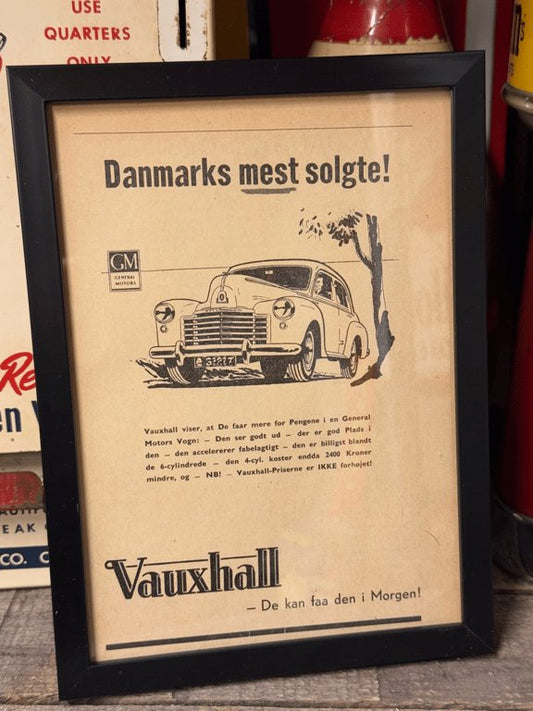 USE
QUARTERS
ONLY
Danmarks mest solgte!
GM
GENERAL
MOTORS
Vauxhall viser, at De faar mere for Pengene i en General
Motors Vogn: — Den ser godt ud — der er god Plads i
den — den accelererer fabelagtigt — den er billigst blandt
de 6-cylindrede — den 4-cyl. koster endda 2400 Kroner
mindre, og — NB! — Vauxhall-Priserne er IKKE forhøjet!
Vauxhall
— De kan faa den i Morgen!
CO.